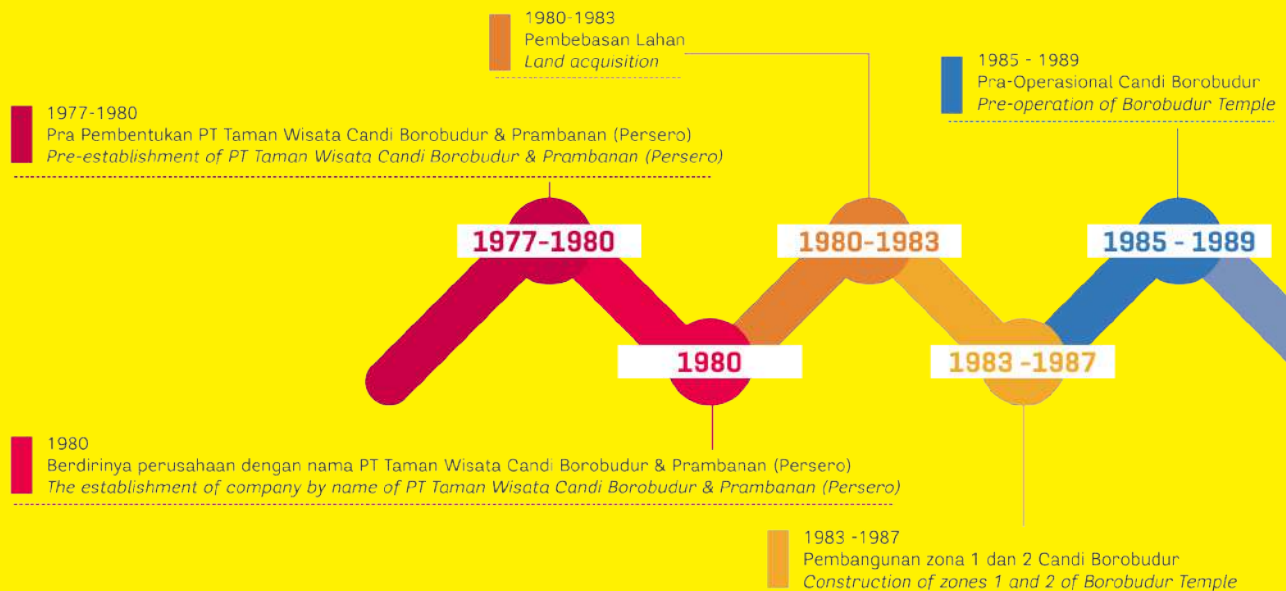 1980-1983
Pembebasan Lahan
Land acquisition
1985 - 1989
Pra-Operasional Candi Borobudur
Pre-operation of Borobudur Temple
1977-1980
Pra Pembentukan PT Taman Wisata Candi Borobudur & Prambanan (Persero)
Pre-establishment of PT Taman Wisata Candi Borobudur & Prambanan (Persero)
1977-1980
1980-1983
1985 - 1989
1980
1983 -1987
1980
Berdirinya perusahaan dengan nama PT Taman Wisata Candi Borobudur & Prambanan (Persero)
The establishment of company by name of PT Taman Wisata Candi Borobudur & Prambanan (Persero)
1983 -1987
Pembangunan zona 1 dan 2 Candi Borobudur
Construction of zones 1 and 2 of Borobudur Temple